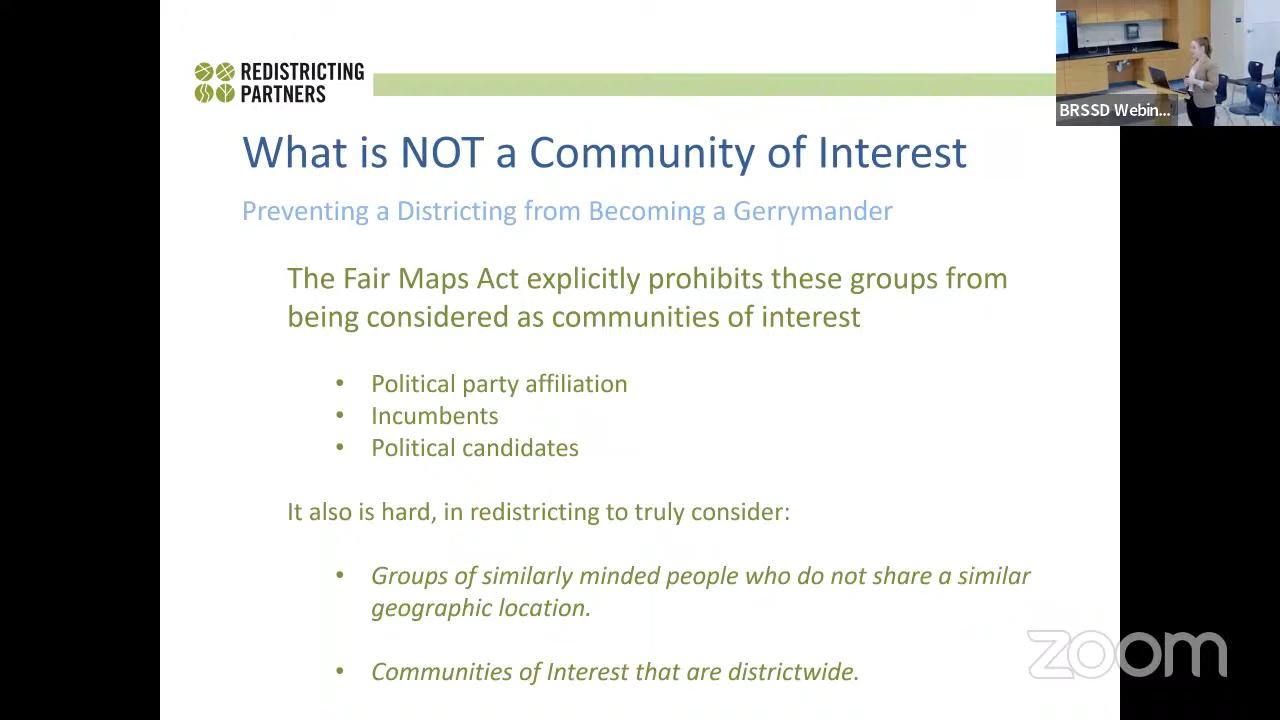 REDISTRICTING
PARTNERS
BRSSD Webin...
What is NOT a Community of Interest
Preventing a Districting from Becoming a Gerrymander
The Fair Maps Act explicitly prohibits these groups from
being considered as communities of interest
• Political party affiliation
• Incumbents
• Political candidates
It also is hard, in redistricting to truly consider:
• Groups of similarly minded people who do not share a similar
geographic location.
• Communities of Interest that are districtwide.
zoom